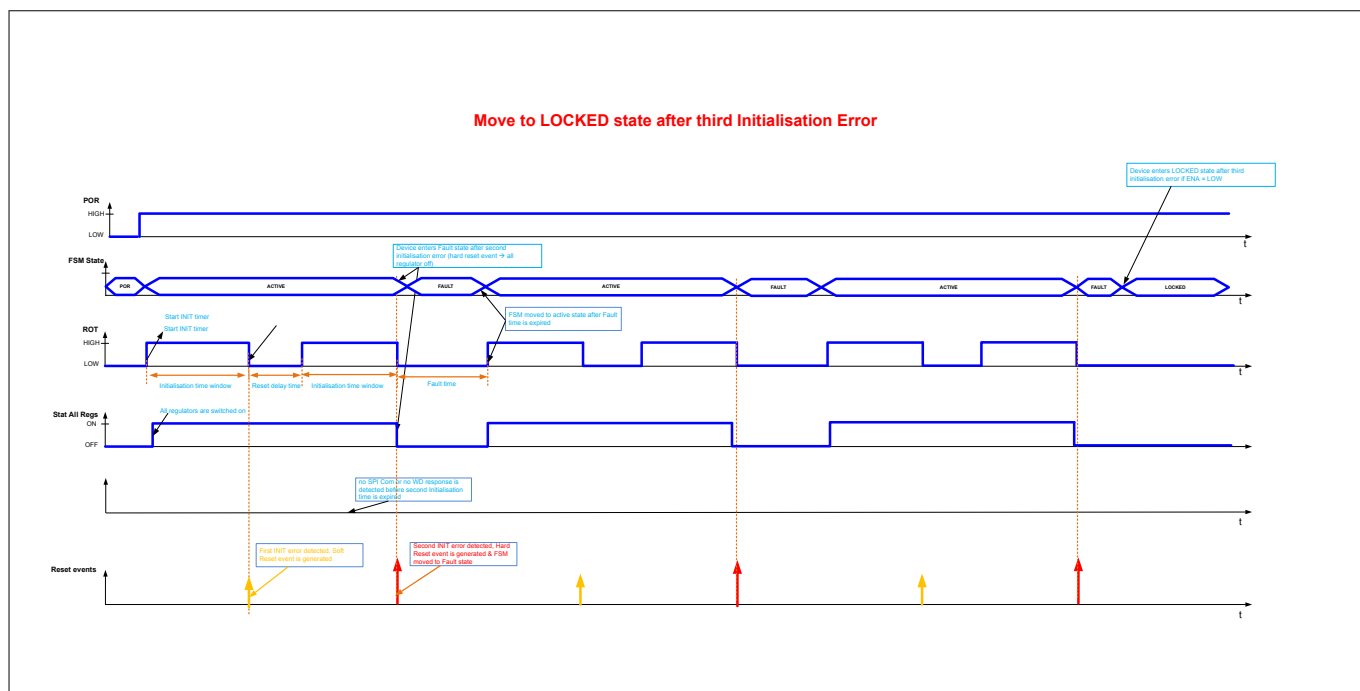 Move to LOCKED state after third Initialisation Error
Device enters LOCKED state after third
initialisation error if ENA = LOW
POR
HIGH
LOW
t
Device enters Fault state after second
initialisation error (hard reset event → all
regulator off)
FSM State
POR
ACTIVE
FAULT
ACTIVE
FAULT
ACTIVE
FAULT
LOCKED
t
FSM moved to active state after Fault
time is expired
Start INIT timer
Start INIT timer
ROT
HIGH
LOW
t
Initialisation time window
Reset delay time
Initialisation time window
Fault time
All regulators are switched on
Stat All Regs
ON
OFF
t
no SPI Com or no WD response is
detected before second Initialisation
time is expired
t
First INIT error detected, Soft
Reset event is generated
Second INIT error detected, Hard
Reset event is generated & FSM
moved to Fault state
Reset events
t